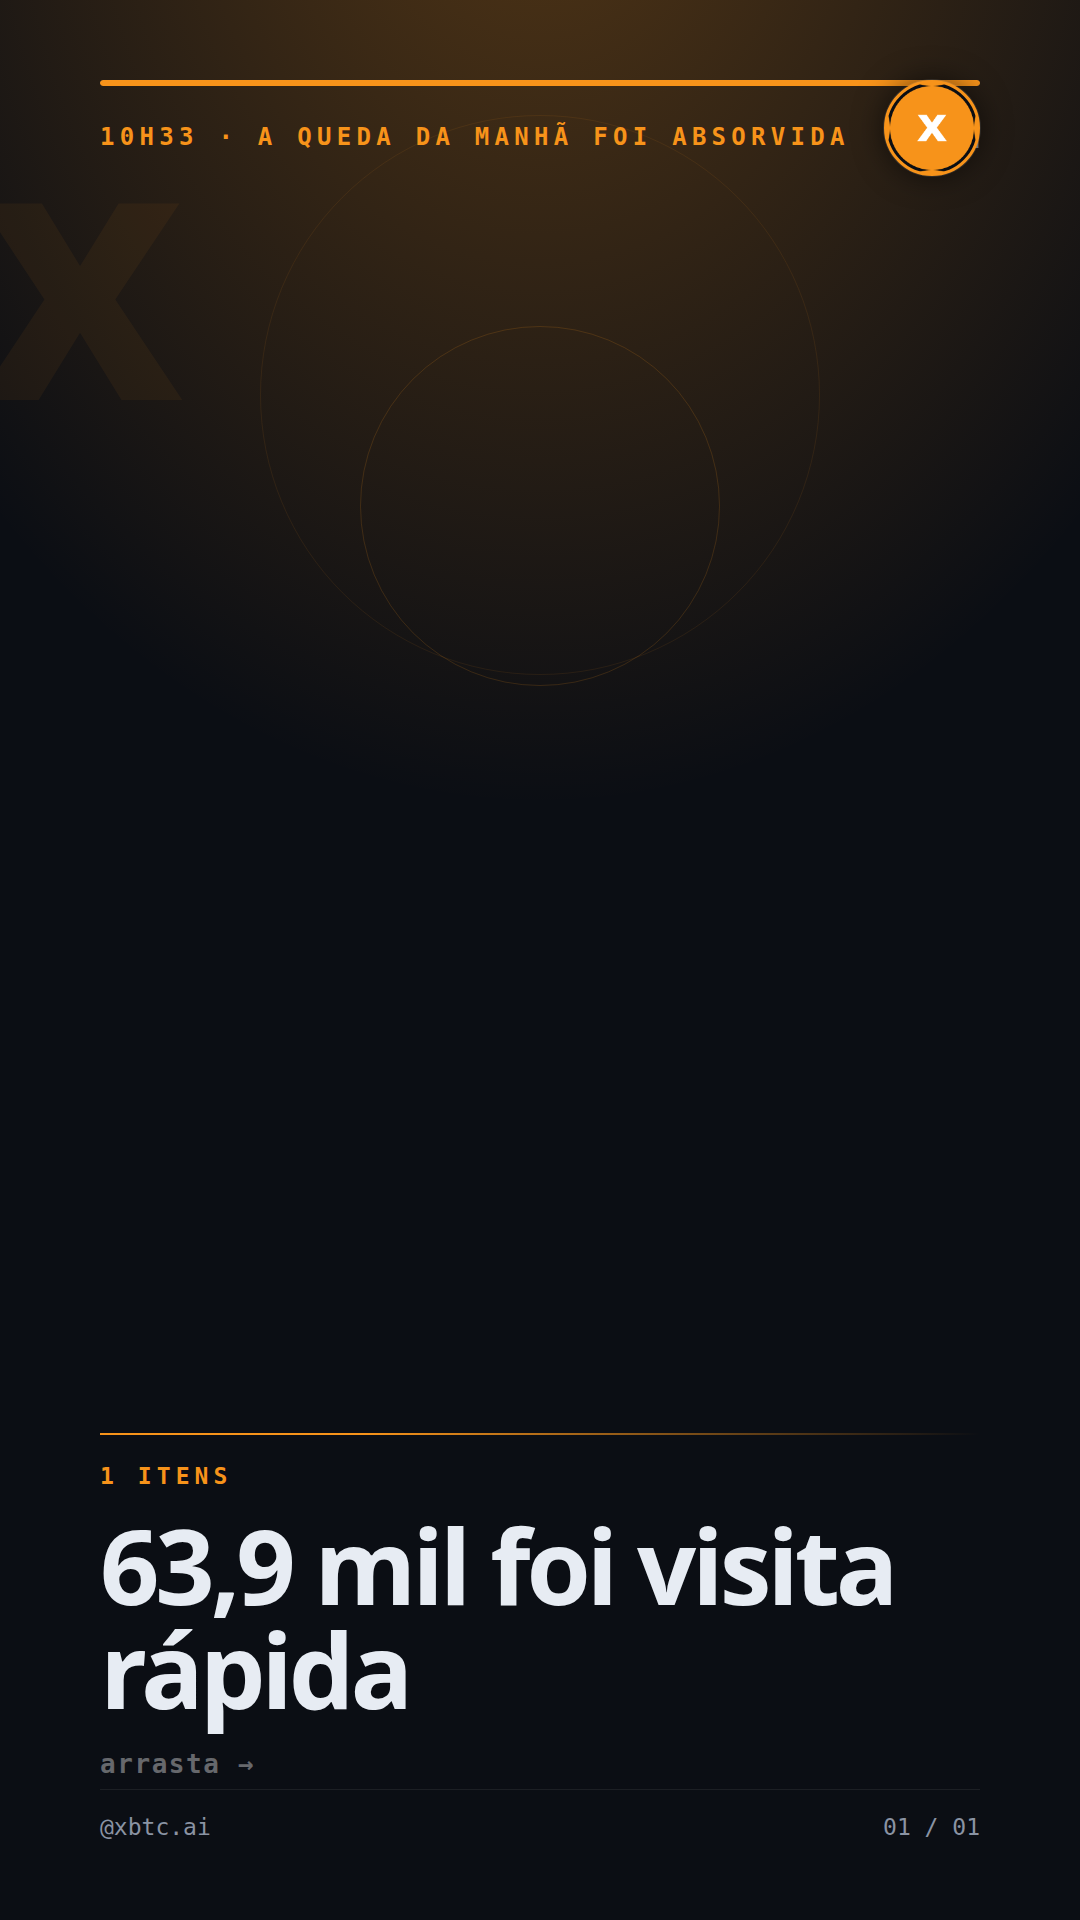 10H33 · A QUEDA DA MANHÃ FOI ABSORVIDA
X
X
1 ITENS
63,9 mil foi visita
rápida
arrasta →
@xbtc.ai
01 / 01